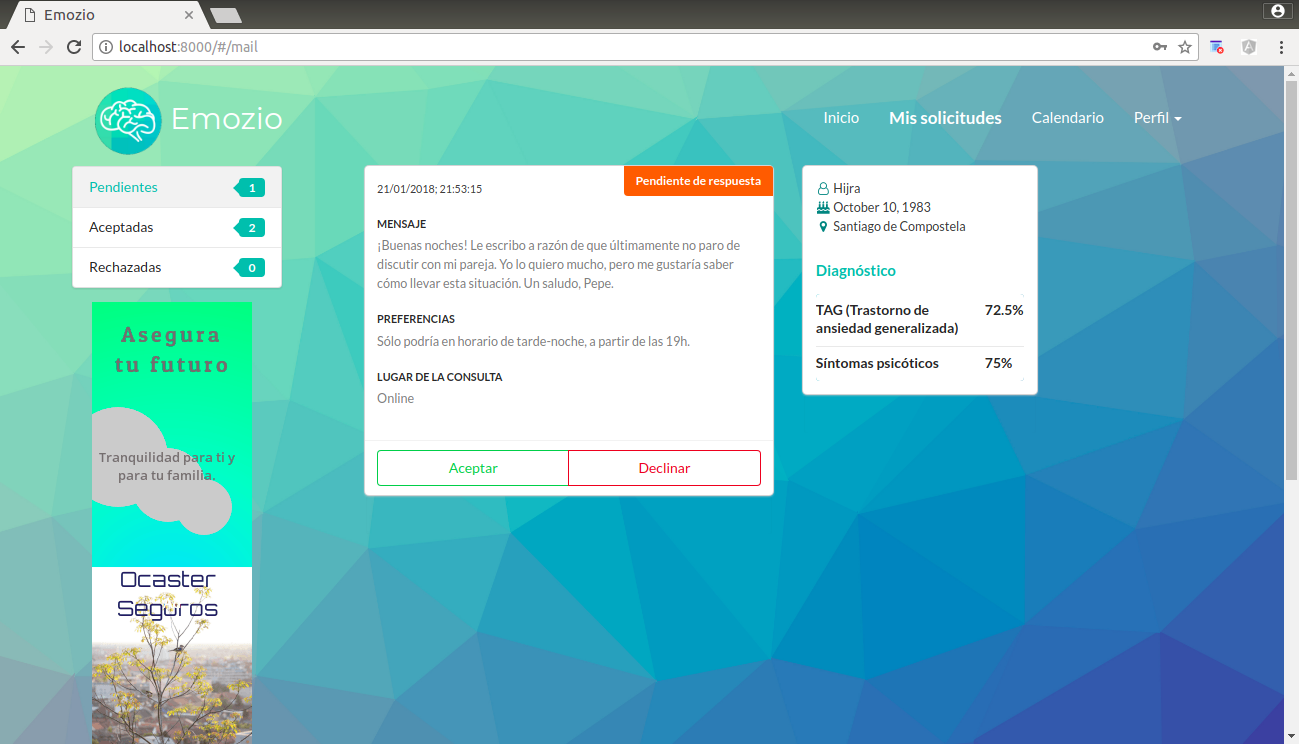 Emozio
localhost:8000/#/mail
Emozio
Inicio
Mis solicitudes
Calendario
Perfil
Pendientes 1
Aceptadas 2
Rechazadas 0
Asegura
tu futuro
Tranquilidad para ti y
para tu familia.
Ocaster
Seguros
21/01/2018; 21:53:15
Pendiente de respuesta
MENSAJE
¡Buenas noches! Le escribo a razón de que últimamente no paro de
discutir con mi pareja. Yo lo quiero mucho, pero me gustaría saber
cómo llevar esta situación. Un saludo, Pepe.
PREFERENCIAS
Sólo podría en horario de tarde-noche, a partir de las 19h.
LUGAR DE LA CONSULTA
Online
Aceptar
Declinar
Hijra
October 10, 1983
Santiago de Compostela
Diagnóstico
TAG (Trastorno de 72.5%
ansiedad generalizada)
Síntomas psicóticos 75%